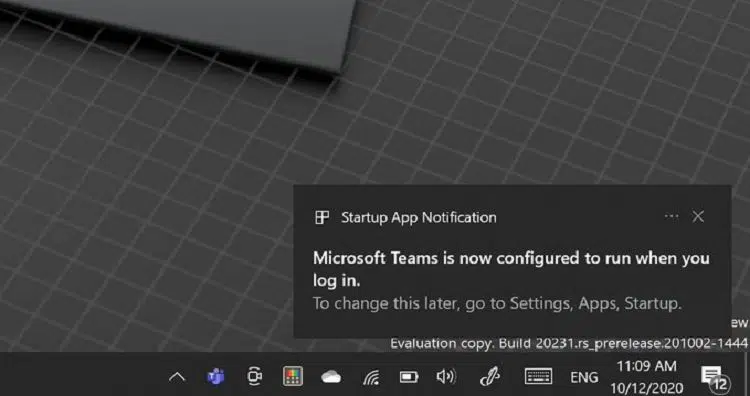 Startup App Notification
Microsoft Teams is now configured to run when you
log in.
To change this later, go to Settings, Apps, Startup.
ew
Evaluation copy. Build 20231.rs_prerelease.201002-1444
ENG
11:09 AM
10/12/2020
12